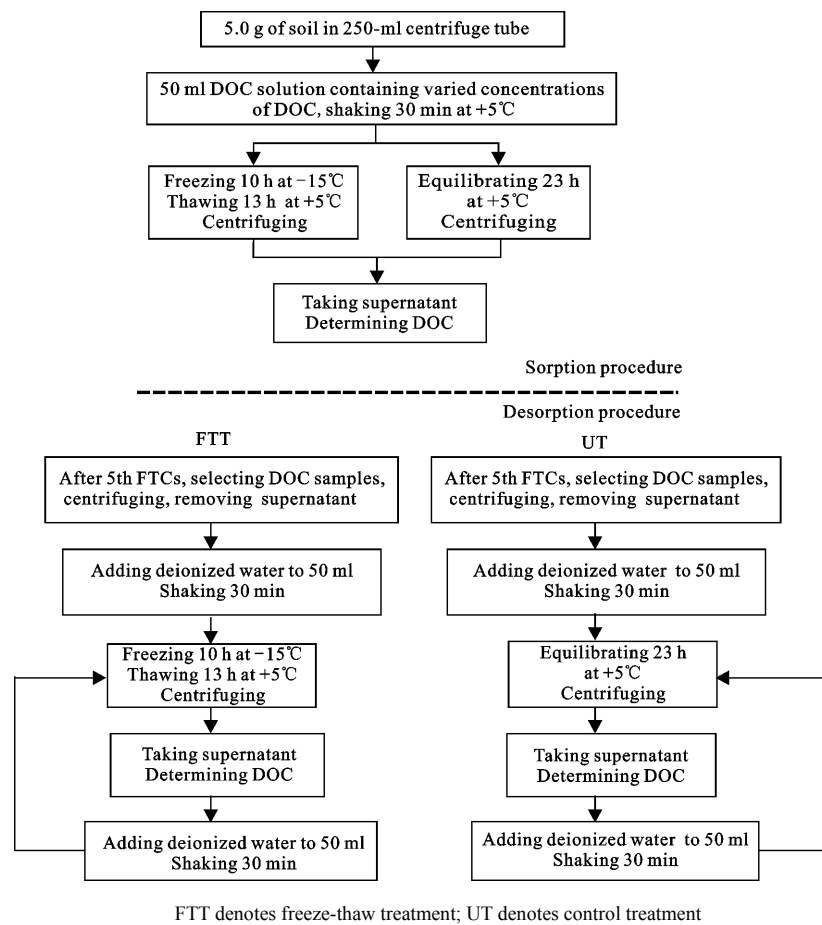 5.0 g of soil in 250-ml centrifuge tube
50 ml DOC solution containing varied concentrations
of DOC, shaking 30 min at +5℃
Freezing 10 h at −15℃
Thawing 13 h at +5℃
Centrifuging
Equilibrating 23 h
at +5℃
Centrifuging
Taking supernatant
Determining DOC
Sorption procedure
Desorption procedure
FTT
After 5th FTCs, selecting DOC samples,
centrifuging, removing supernatant
Adding deionized water to 50 ml
Shaking 30 min
Freezing 10 h at −15℃
Thawing 13 h at +5℃
Centrifuging
Taking supernatant
Determining DOC
Adding deionized water to 50 ml
Shaking 30 min
UT
After 5th FTCs, selecting DOC samples,
centrifuging, removing supernatant
Adding deionized water to 50 ml
Shaking 30 min
Equilibrating 23 h
at +5℃
Centrifuging
Taking supernatant
Determining DOC
Adding deionized water to 50 ml
Shaking 30 min
FTT denotes freeze-thaw treatment; UT denotes control treatment